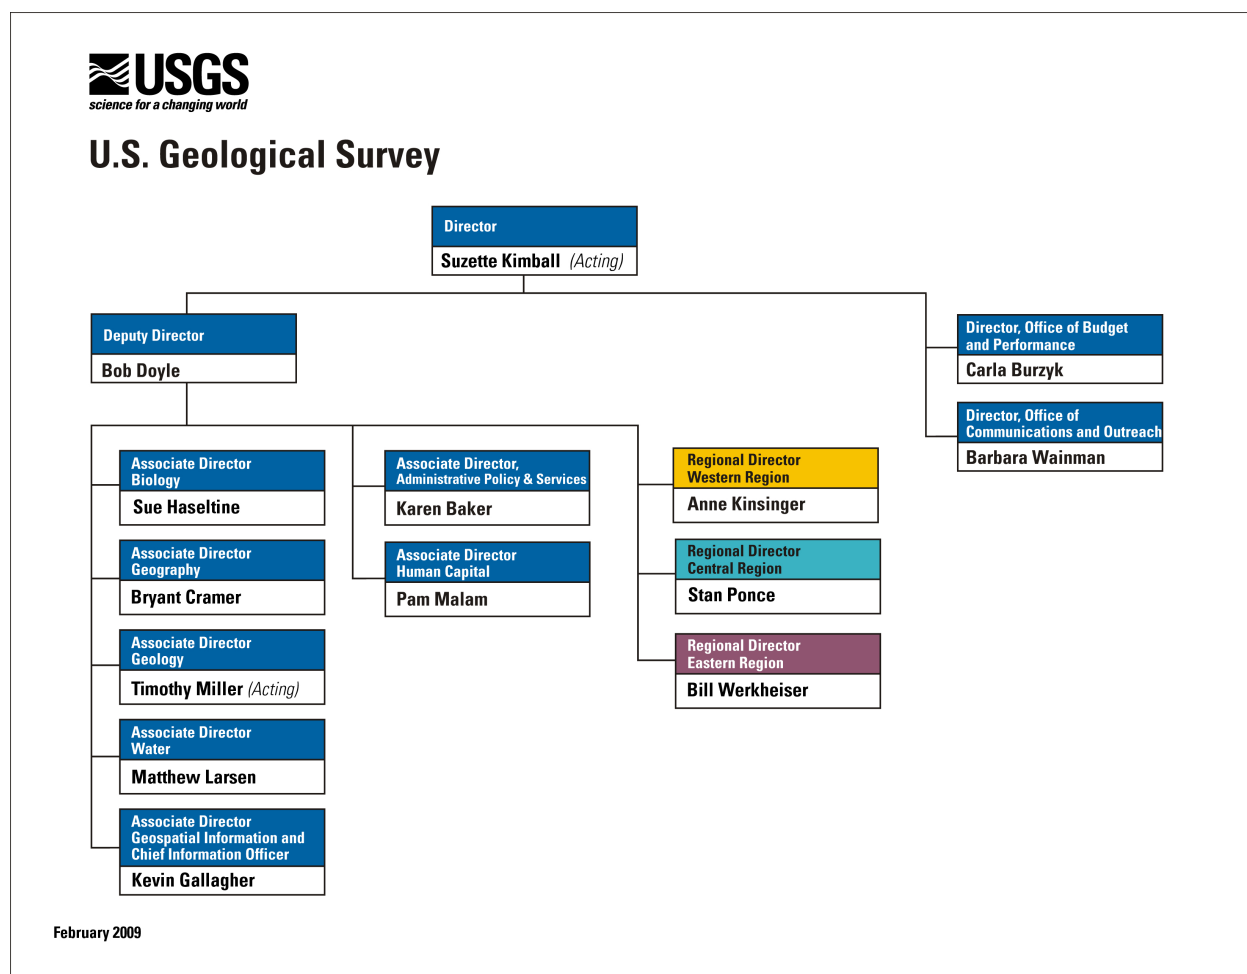 USGS
science for a changing world
U.S. Geological Survey
Director
Suzette Kimball (Acting)
Deputy Director
Bob Doyle
Director, Office of Budget
and Performance
Carla Burzyk
Director, Office of
Communications and Outreach
Barbara Wainman
Associate Director
Biology
Sue Haseltine
Associate Director
Geography
Bryant Cramer
Associate Director
Geology
Timothy Miller (Acting)
Associate Director
Water
Matthew Larsen
Associate Director
Geospatial Information and
Chief Information Officer
Kevin Gallagher
Associate Director,
Administrative Policy & Services
Karen Baker
Associate Director
Human Capital
Pam Malam
Regional Director
Western Region
Anne Kinsinger
Regional Director
Central Region
Stan Ponce
Regional Director
Eastern Region
Bill Werkheiser
February 2009